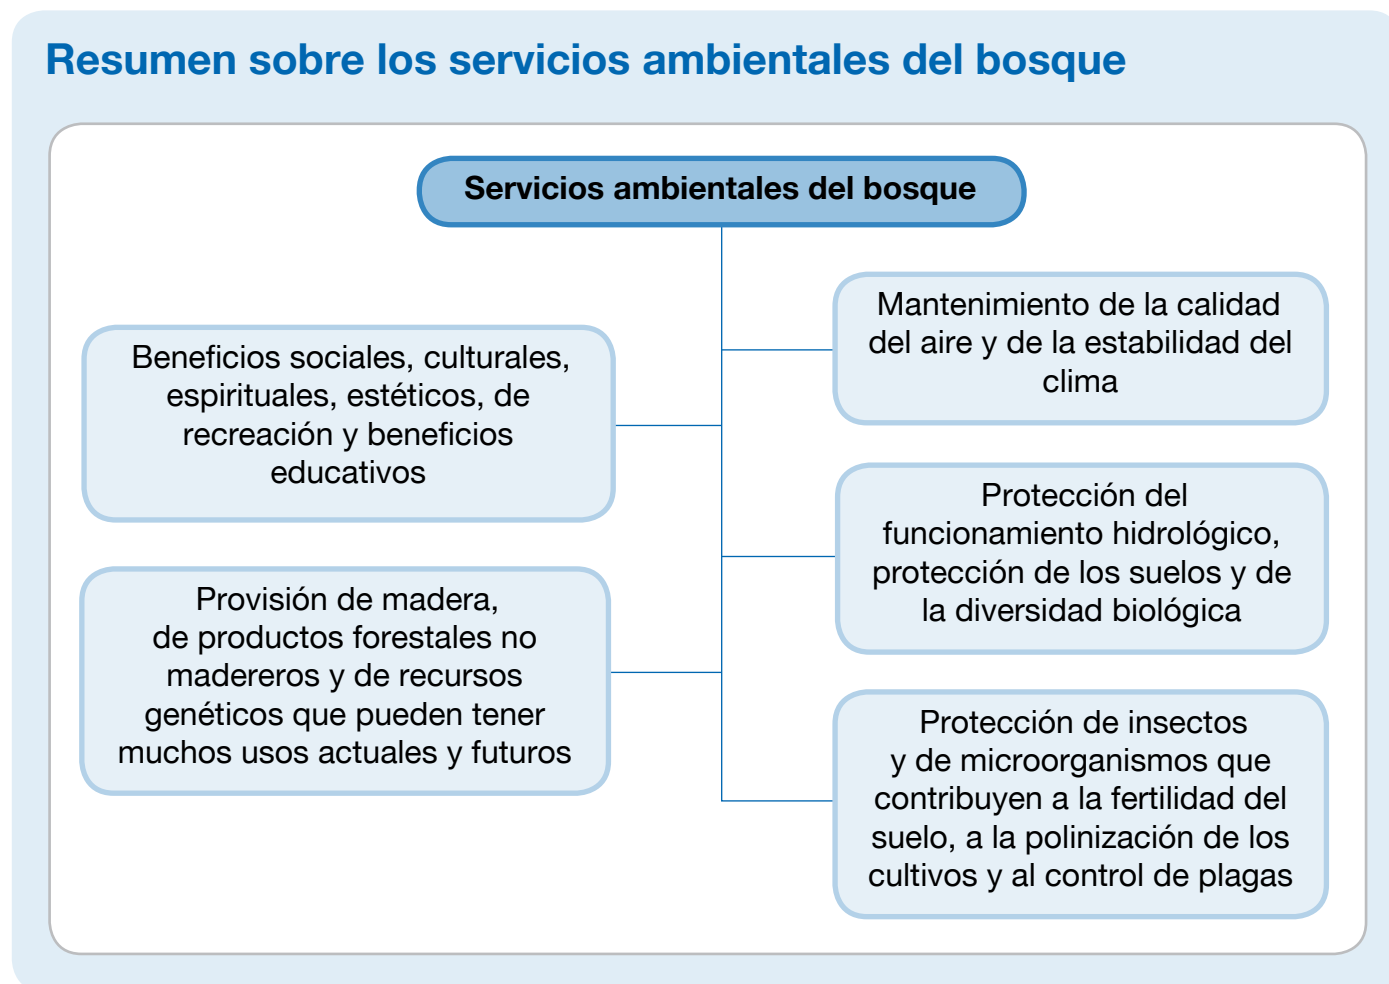 Resumen sobre los servicios ambientales del bosque
Servicios ambientales del bosque
Beneficios sociales, culturales,
espirituales, estéticos, de
recreación y beneficios
educativos
Provisión de madera,
de productos forestales no
madereros y de recursos
genéticos que pueden tener
muchos usos actuales y futuros
Mantenimiento de la calidad
del aire y de la estabilidad del
clima
Protección del
funcionamiento hidrológico,
protección de los suelos y de
la diversidad biológica
Protección de insectos
y de microorganismos que
contribuyen a la fertilidad del
suelo, a la polinización de los
cultivos y al control de plagas